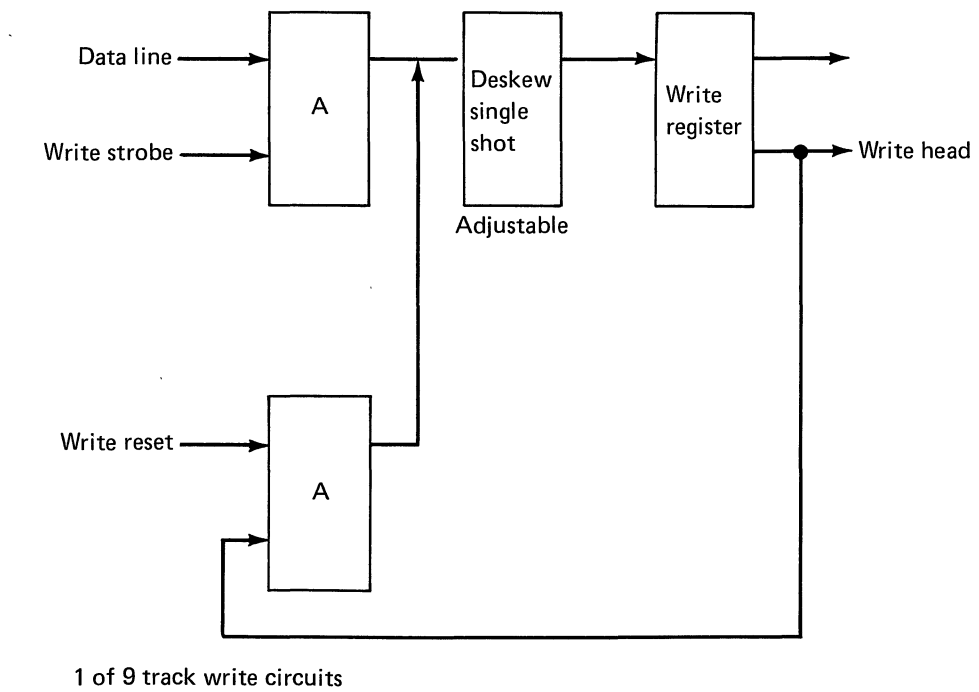 Data line
A
Deskew
single
shot
Write
register
Write strobe
Write head
Adjustable
Write reset
A
1 of 9 track write circuits